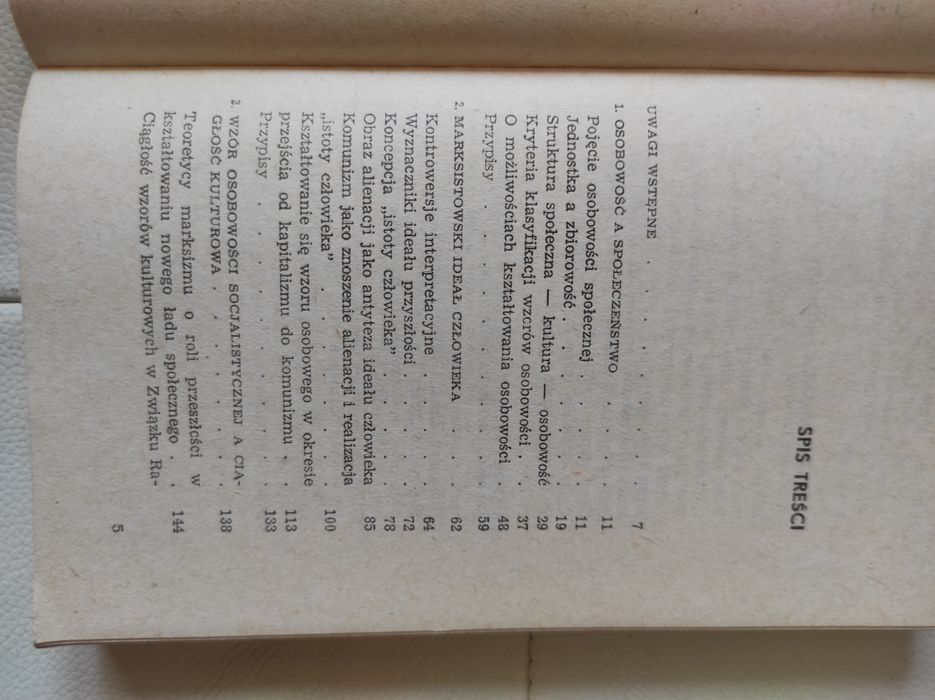 SPIS TREŚCI
UWAGI WSTĘPNE . . . . . . . . 7
1. OSOBOWOŚĆ A SPOŁECZEŃSTWO . . . . 11
Pojęcie osobowości społecznej . . . . 11
Jednostka a zbiorowość . . . . . . 19
Struktura społeczna — kultura — osobowość 29
Kryteria klasyfikacji wzorów osobowości . . 37
O możliwościach kształtowania osobowości . 48
Przypisy . . . . . . . . . 59
2. MARKSISTOWSKI IDEAŁ CZŁOWIEKA . . . 62
Kontrowersje interpretacyjne . . . . 64
Wyznaczniki ideału przyszłości . . . . 72
Koncepcja „istoty człowieka” . . . . 78
Obraz alienacji jako antyteza ideału człowieka 85
Komunizm jako znoszenie alienacji i realizacja
„istoty człowieka” . . . . . . . 100
Kształtowanie się wzoru osobowego w okresie
przejścia od kapitalizmu do komunizmu . . 113
Przypisy . . . . . . . . . 133
3. WZÓR OSOBOWOŚCI SOCJALISTYCZNEJ A CIĄ-
GŁOŚĆ KULTUROWA . . . . . . . 138
Teoretycy marksizmu o roli przeszłości w
kształtowaniu nowego ładu społecznego . . 144
Ciągłość wzorów kulturowych w Związku Ra-
5